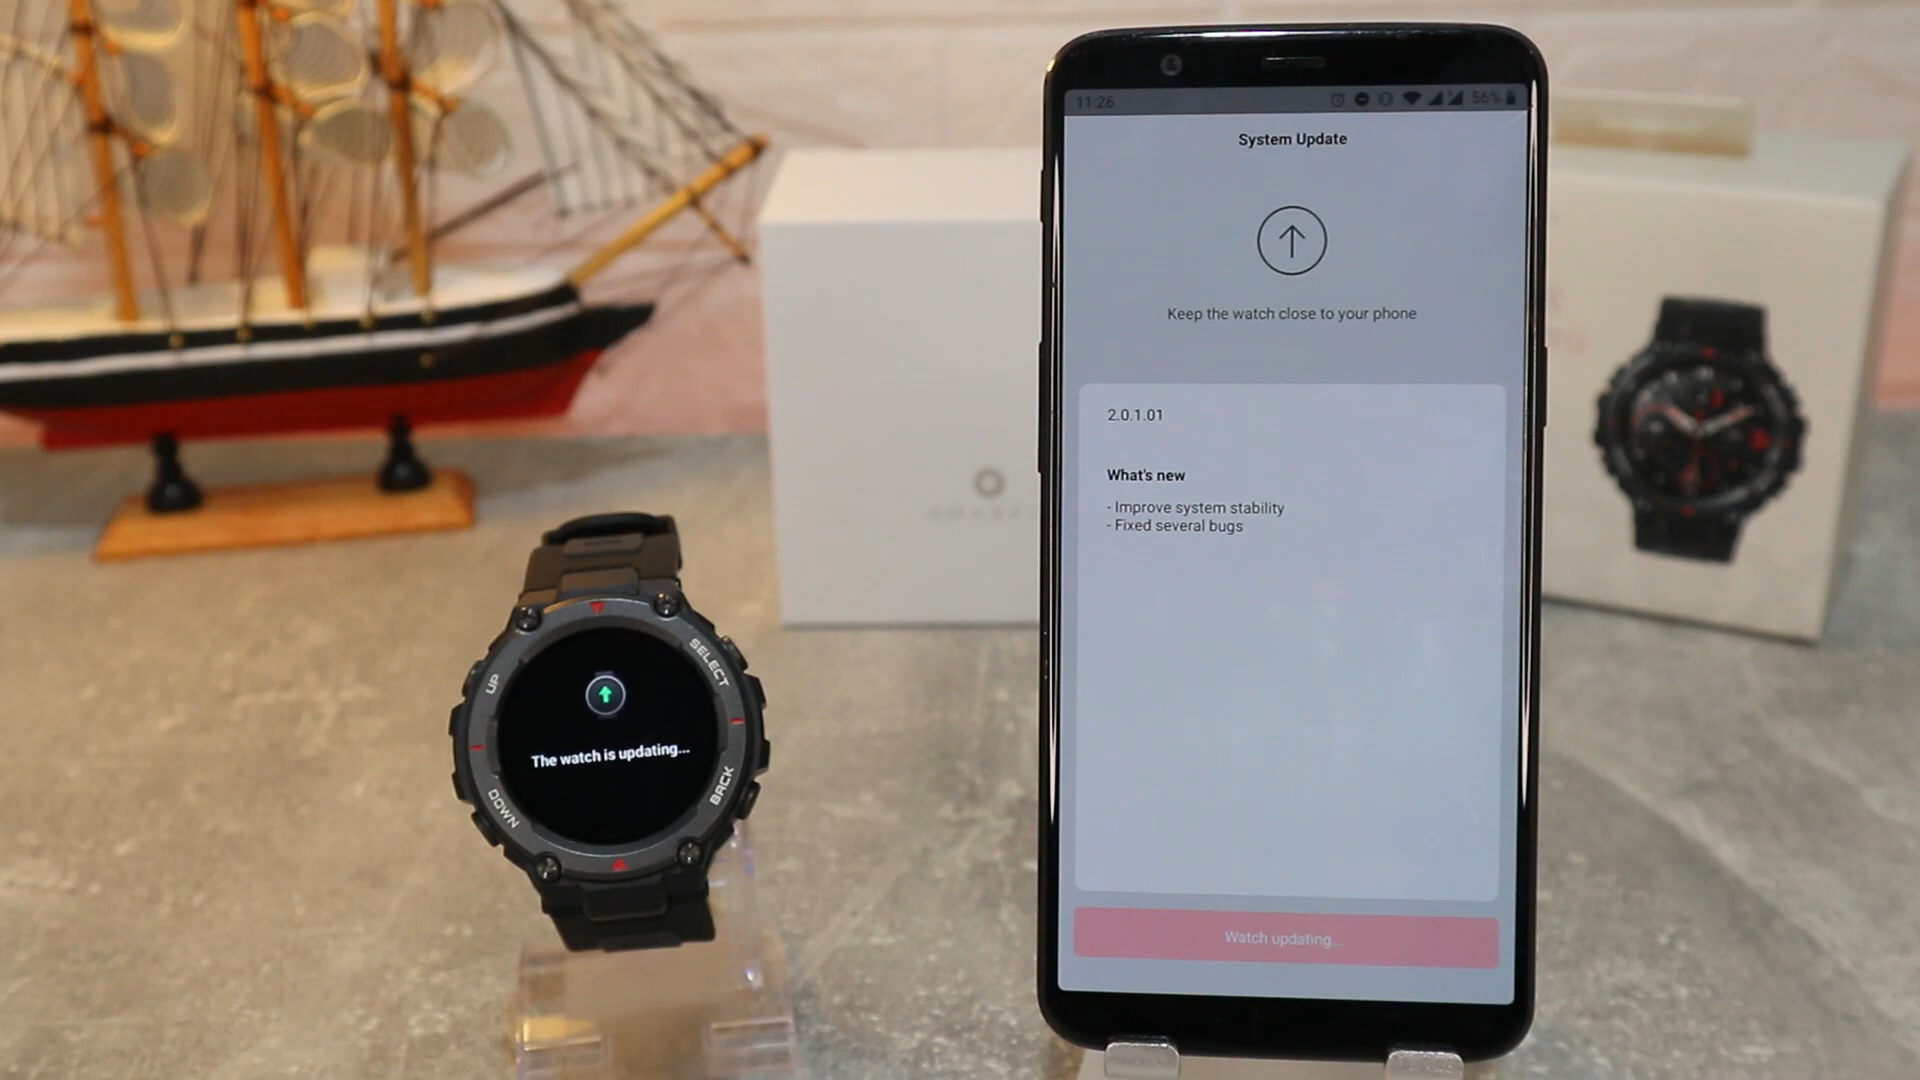 11:26
56%
System Update
Keep the watch close to your phone
2.0.1.01
What's new
- Improve system stability
- Fixed several bugs
Watch updating...
SELECT
UP
The watch is updating...
BACK
DOWN